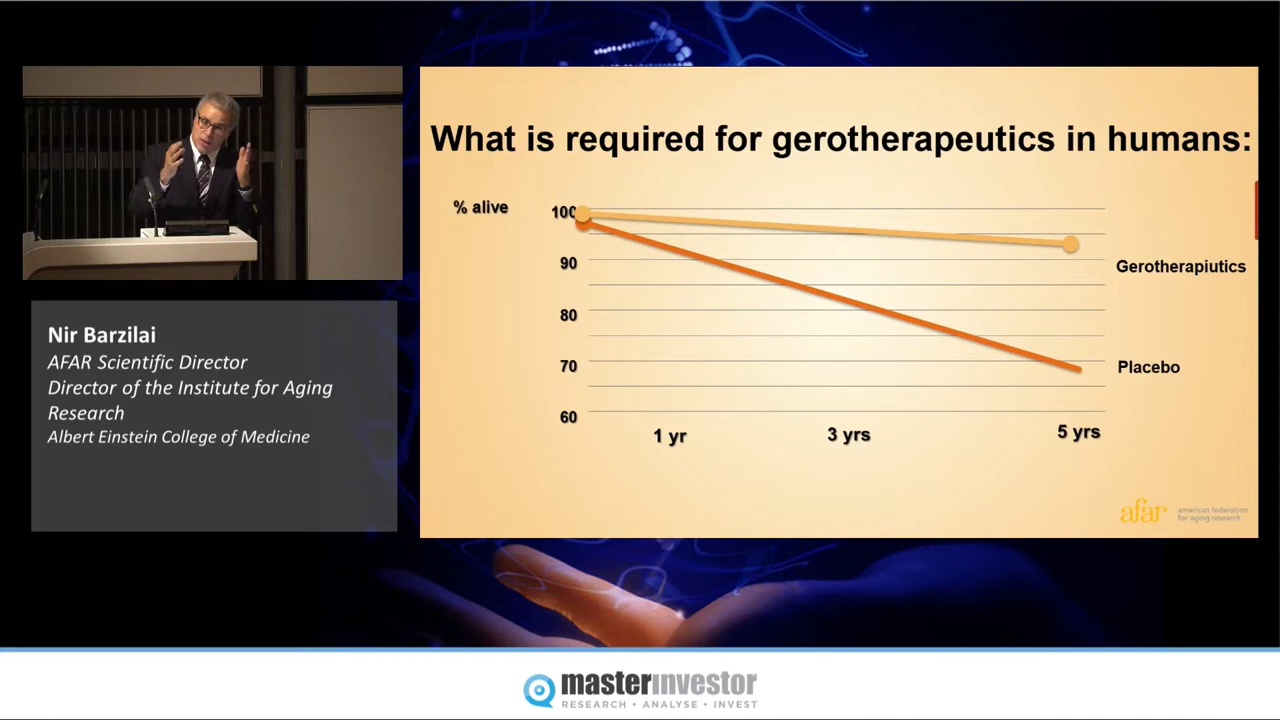 What is required for gerotherapeutics in humans:
% alive
100
90
80
70
60
1 yr
3 yrs
5 yrs
Gerotherapiutics
Placebo
afar
american federation
for aging research
Nir Barzilai
AFAR Scientific Director
Director of the Institute for Aging
Research
Albert Einstein College of Medicine
masterinvestor
RESEARCH • ANALYSE • INVEST